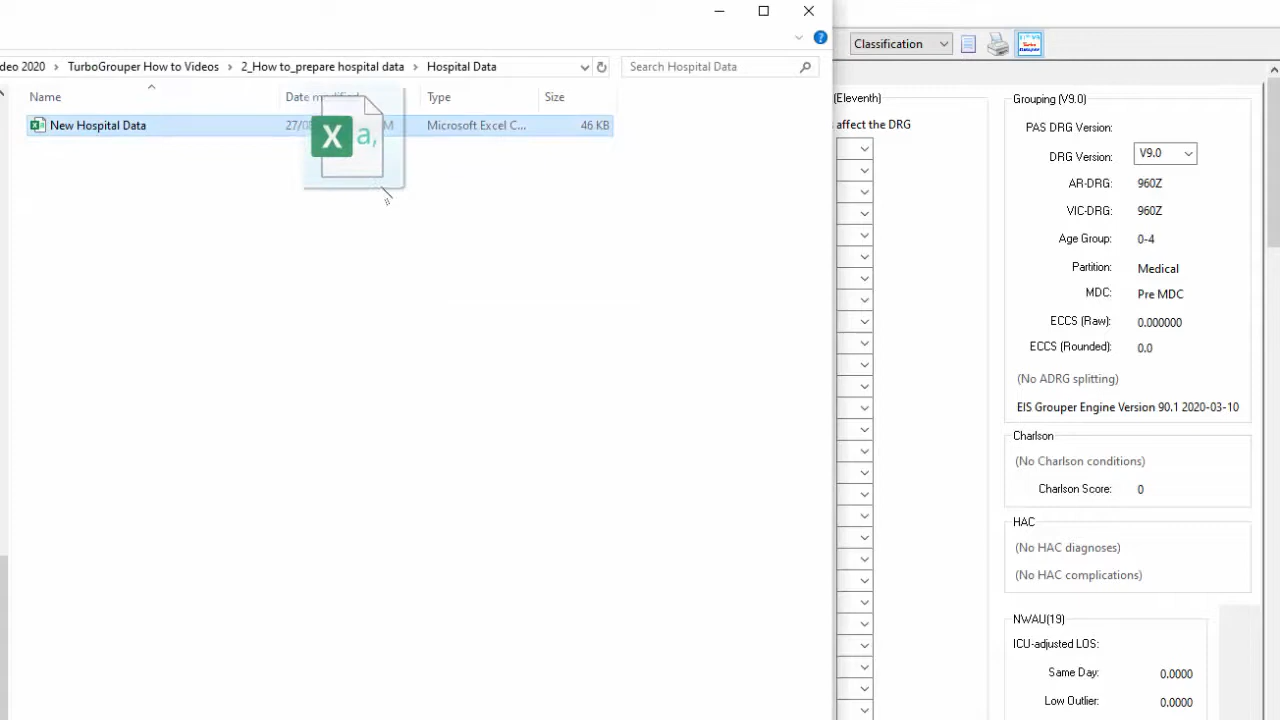 Classification
deo 2020 › TurboGrouper How to Videos › 2_How to_prepare hospital data › Hospital Data
Search Hospital Data
Name
Date
Type
Size
New Hospital Data
27/0
M
Microsoft Excel C...
46 KB
X a,
(Eleventh)
affect the DRG
Grouping (V9.0)
PAS DRG Version:
DRG Version: V9.0
AR-DRG: 960Z
VIC-DRG: 960Z
Age Group: 0-4
Partition: Medical
MDC: Pre MDC
ECCS (Raw): 0.000000
ECCS (Rounded): 0.0
(No ADRG splitting)
EIS Grouper Engine Version 90.1 2020-03-10
Charlson
(No Charlson conditions)
Charlson Score: 0
HAC
(No HAC diagnoses)
(No HAC complications)
NWAU(19)
ICU-adjusted LOS:
Same Day: 0.0000
Low Outlier: 0.0000